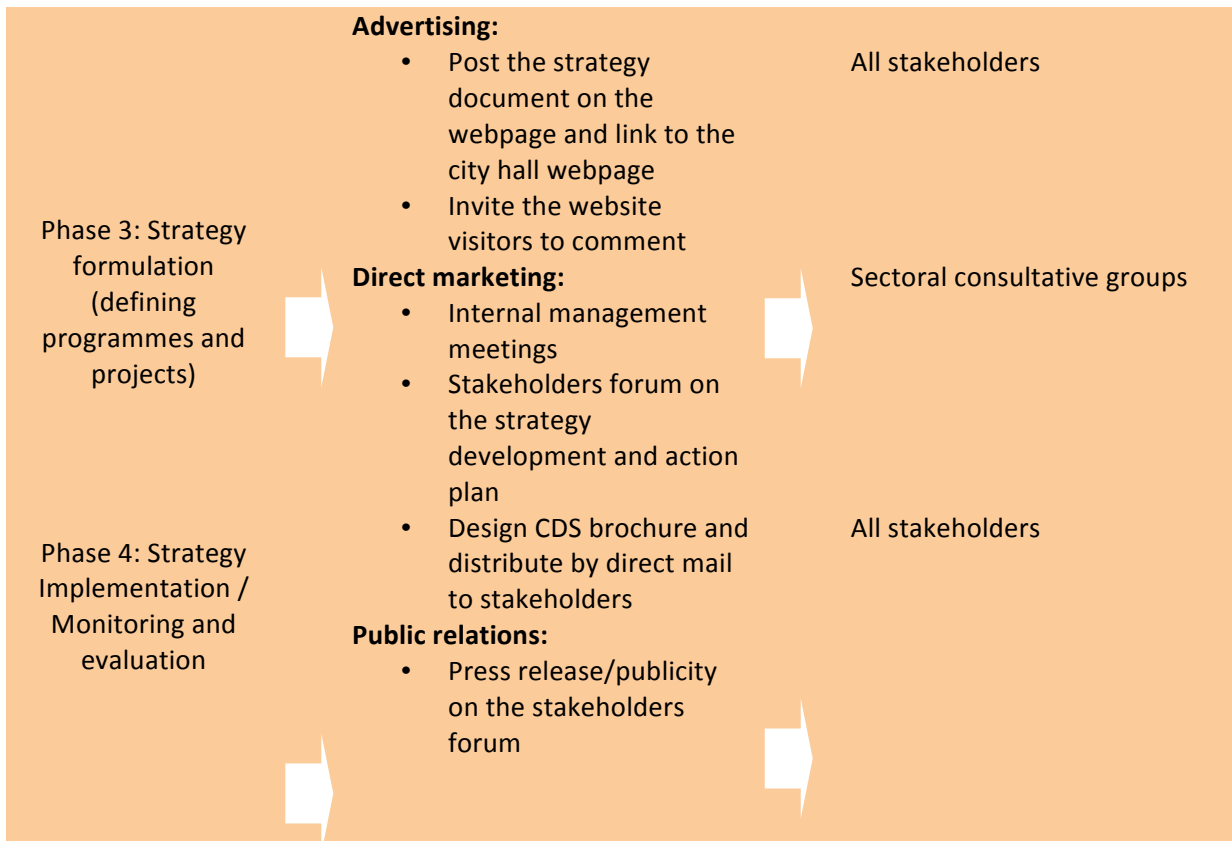 Phase 3: Strategy
formulation
(defining
programmes and
projects)
Phase 4: Strategy
Implementation /
Monitoring and
evaluation
Advertising:
• Post the strategy
document on the
webpage and link to the
city hall webpage
• Invite the website
visitors to comment
Direct marketing:
• Internal management
meetings
• Stakeholders forum on
the strategy
development and action
plan
• Design CDS brochure and
distribute by direct mail
to stakeholders
Public relations:
• Press release/publicity
on the stakeholders
forum
All stakeholders
Sectoral consultative groups
All stakeholders